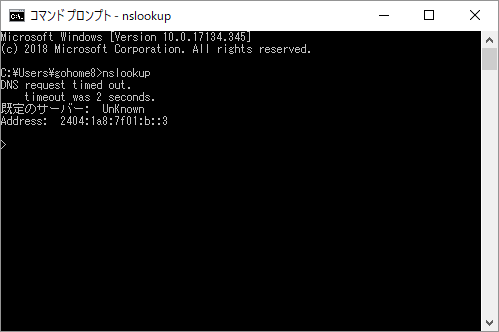 コマンド プロンプト - nslookup
Microsoft Windows [Version 10.0.17134.345]
(c) 2018 Microsoft Corporation. All rights reserved.
C:¥Users¥gohome8>nslookup
DNS request timed out.
timeout was 2 seconds.
既定のサーバー: UnKnown
Address: 2404:1a8:7f01:b::3
>